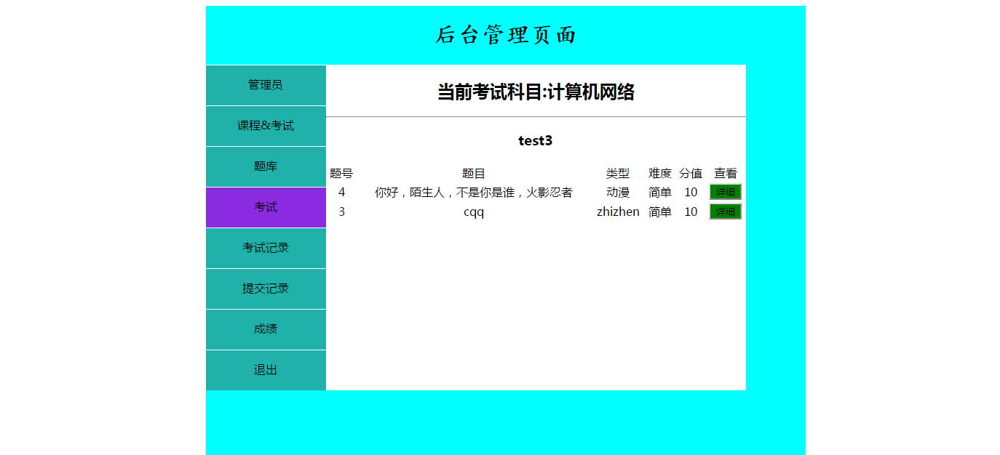 后台管理页面
管理员
课程&考试
题库
考试
考试记录
提交记录
成绩
退出
当前考试科目:计算机网络
test3
题号 题目 类型 难度 分值 查看
4 你好，陌生人，不是你是谁，火影忍者 动漫 简单 10 详细
3 cqq zhizhen 简单 10 详细